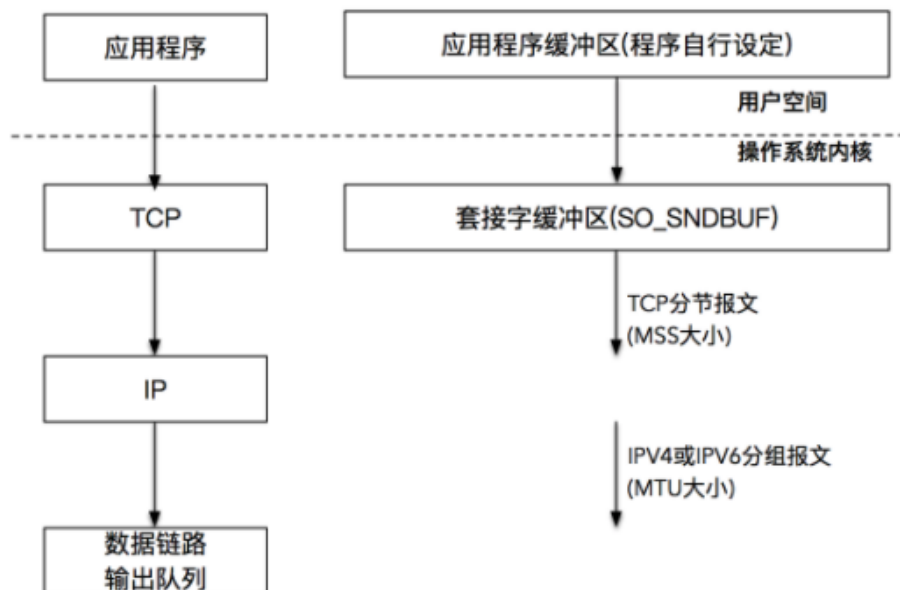 应用程序
应用程序缓冲区(程序自行设定)
用户空间
操作系统内核
TCP
套接字缓冲区(SO_SNDBUF)
TCP分节报文
(MSS大小)
IP
IPV4或IPV6分组报文
(MTU大小)
数据链路
输出队列